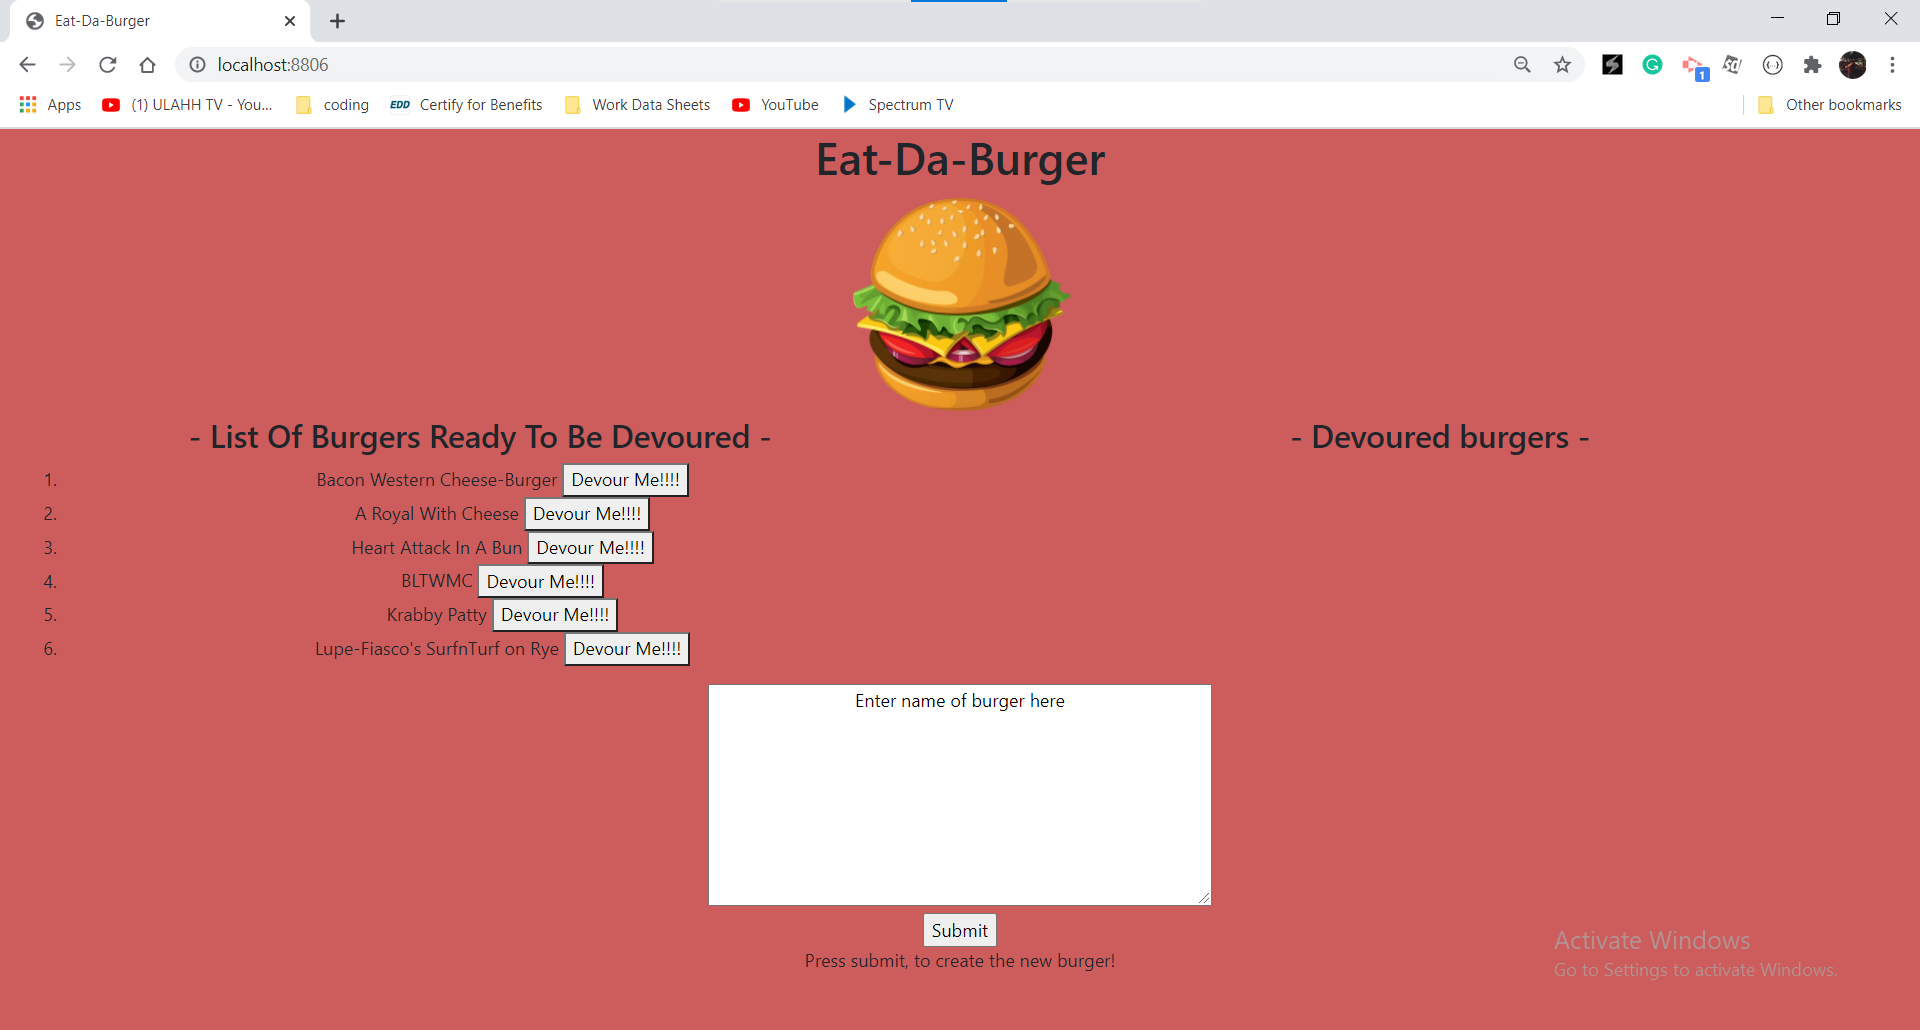 Eat-Da-Burger
localhost:8806
1
Apps (1) ULAHH TV - You... coding EDD Certify for Benefits Work Data Sheets YouTube Spectrum TV Other bookmarks
Eat-Da-Burger
- List Of Burgers Ready To Be Devoured -
1. Bacon Western Cheese-Burger Devour Me!!!!
2. A Royal With Cheese Devour Me!!!!
3. Heart Attack In A Bun Devour Me!!!!
4. BLTWMC Devour Me!!!!
5. Krabby Patty Devour Me!!!!
6. Lupe-Fiasco's SurfnTurf on Rye Devour Me!!!!
- Devoured burgers -
Enter name of burger here
Submit
Press submit, to create the new burger!
Activate Windows
Go to Settings to activate Windows.